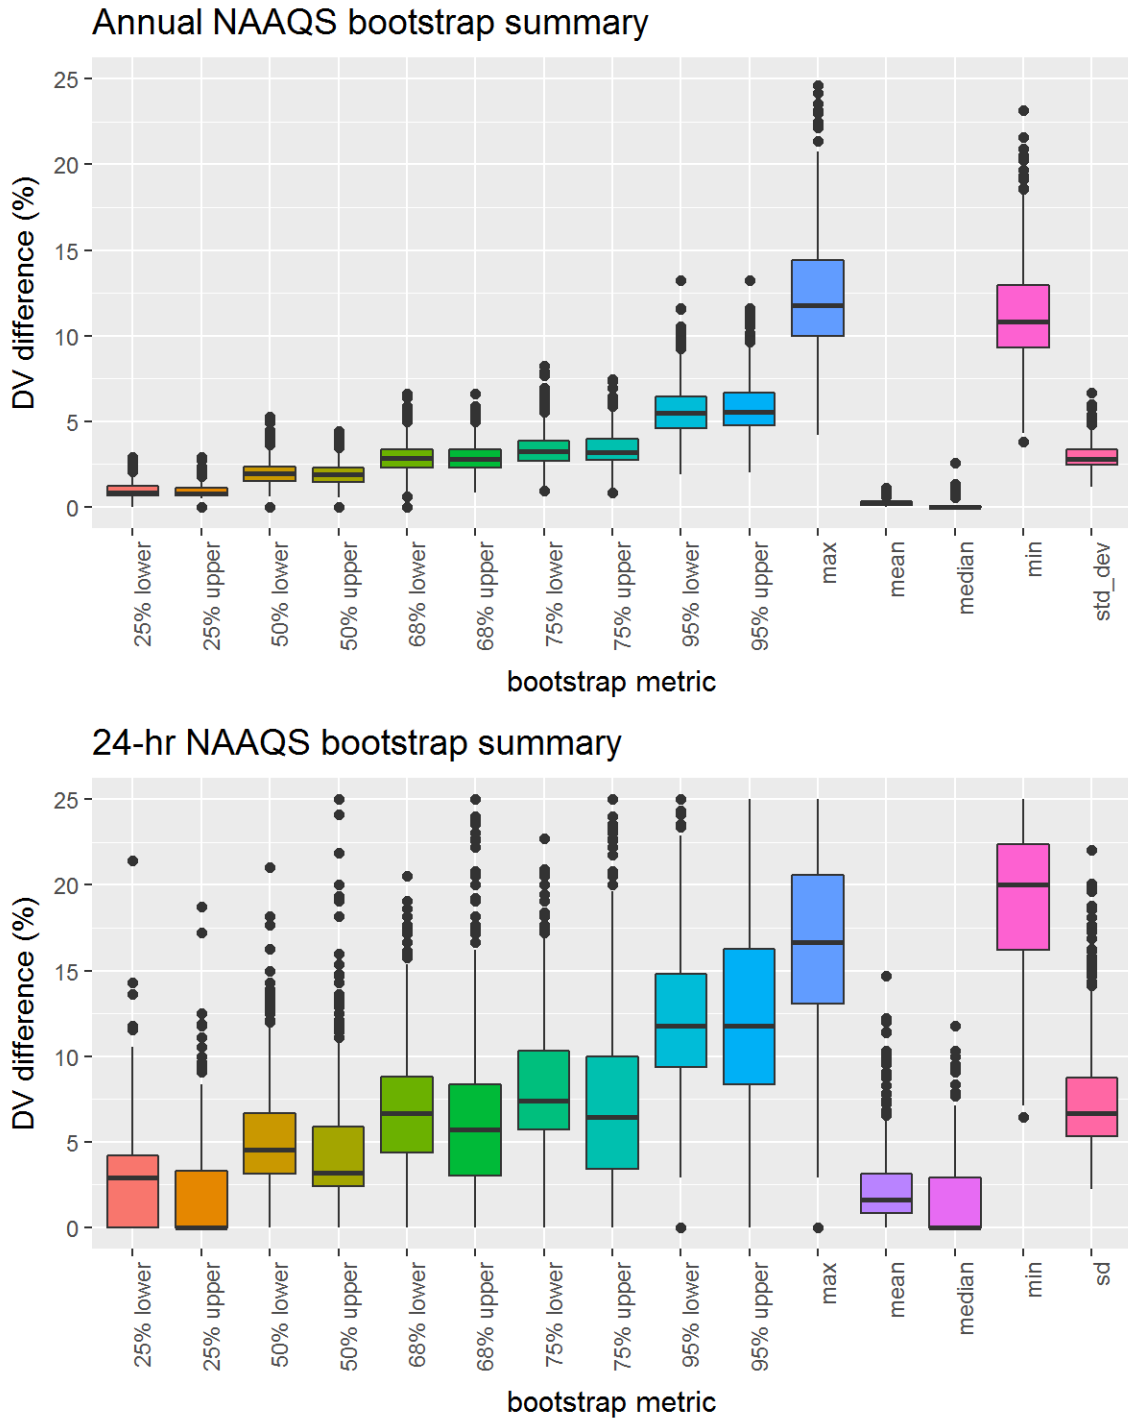 Annual NAAQS bootstrap summary
DV difference (%)
25
20
15
10
5
0
25% lower
25% upper
50% lower
50% upper
68% lower
68% upper
75% lower
75% upper
95% lower
95% upper
max
mean
median
min
std_dev
bootstrap metric
24-hr NAAQS bootstrap summary
DV difference (%)
25
20
15
10
5
0
25% lower
25% upper
50% lower
50% upper
68% lower
68% upper
75% lower
75% upper
95% lower
95% upper
max
mean
median
min
sd
bootstrap metric